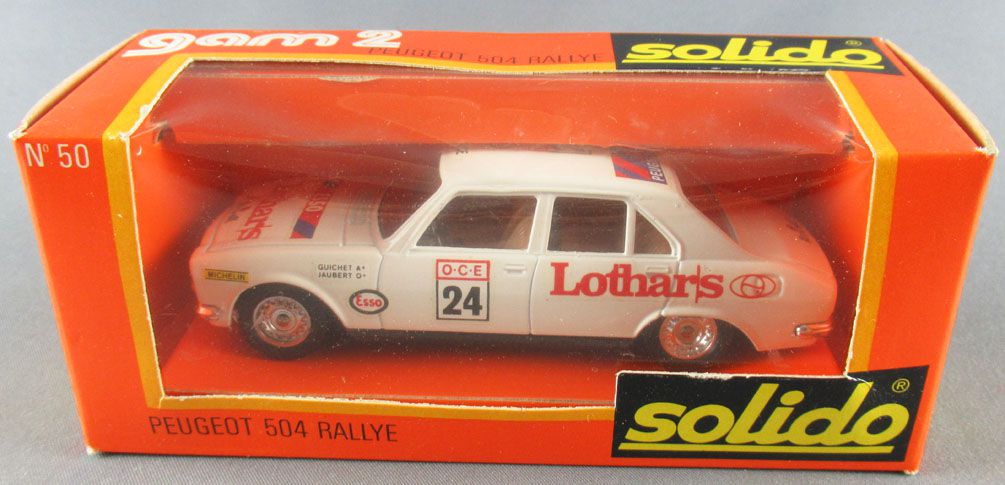 gam 2
PEUGEOT 504 RALLYE
solido®
N° 50
MICHELIN
GUICHET A+
JAUBERT O+
Esso
O·C·E
24
Lothar's
PEUGEOT 504 RALLYE
solido®